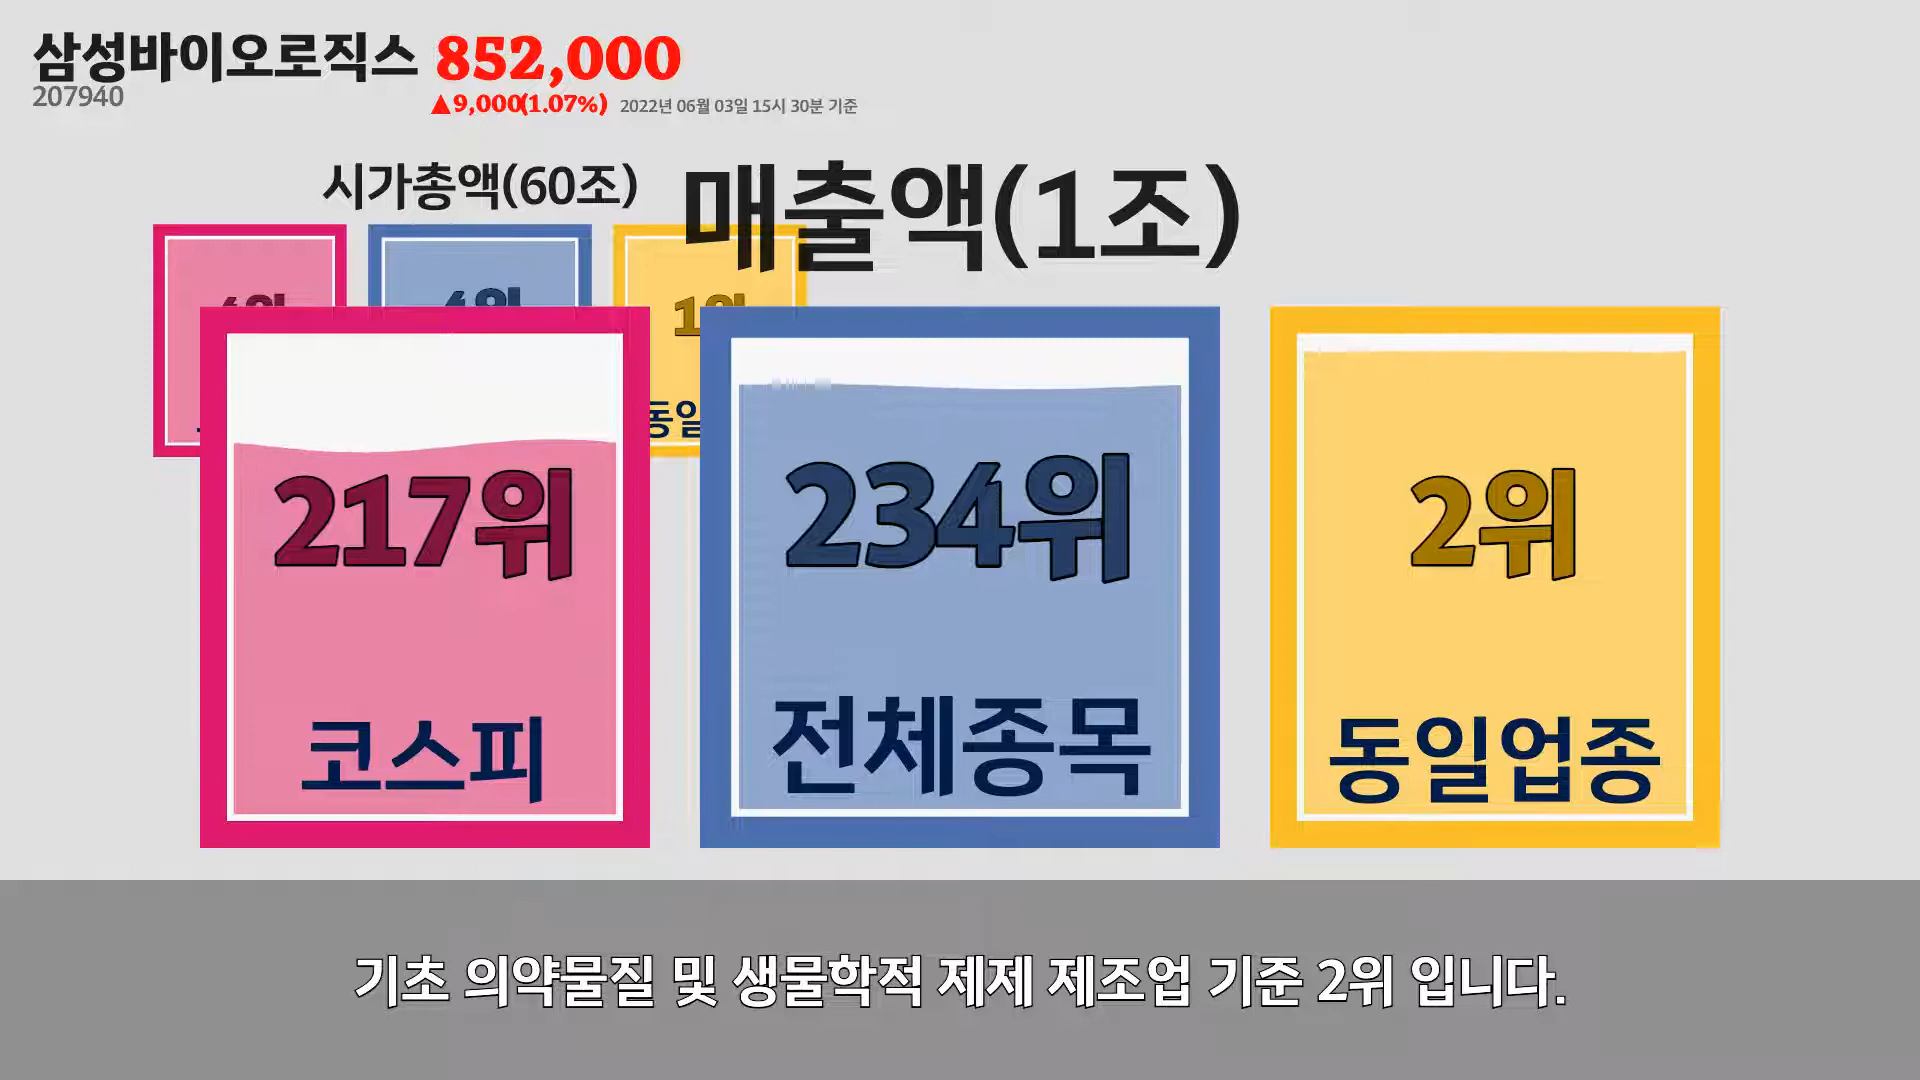 삼성바이오로직스 852,000
207940
▲9,000(1.07%) 2022년 06월 03일 15시 30분 기준
시가총액(60조) 매출액(1조)
217위 234위 2위
코스피 전체종목 동일업종
기초 의약물질 및 생물학적 제제 제조업 기준 2위 입니다.